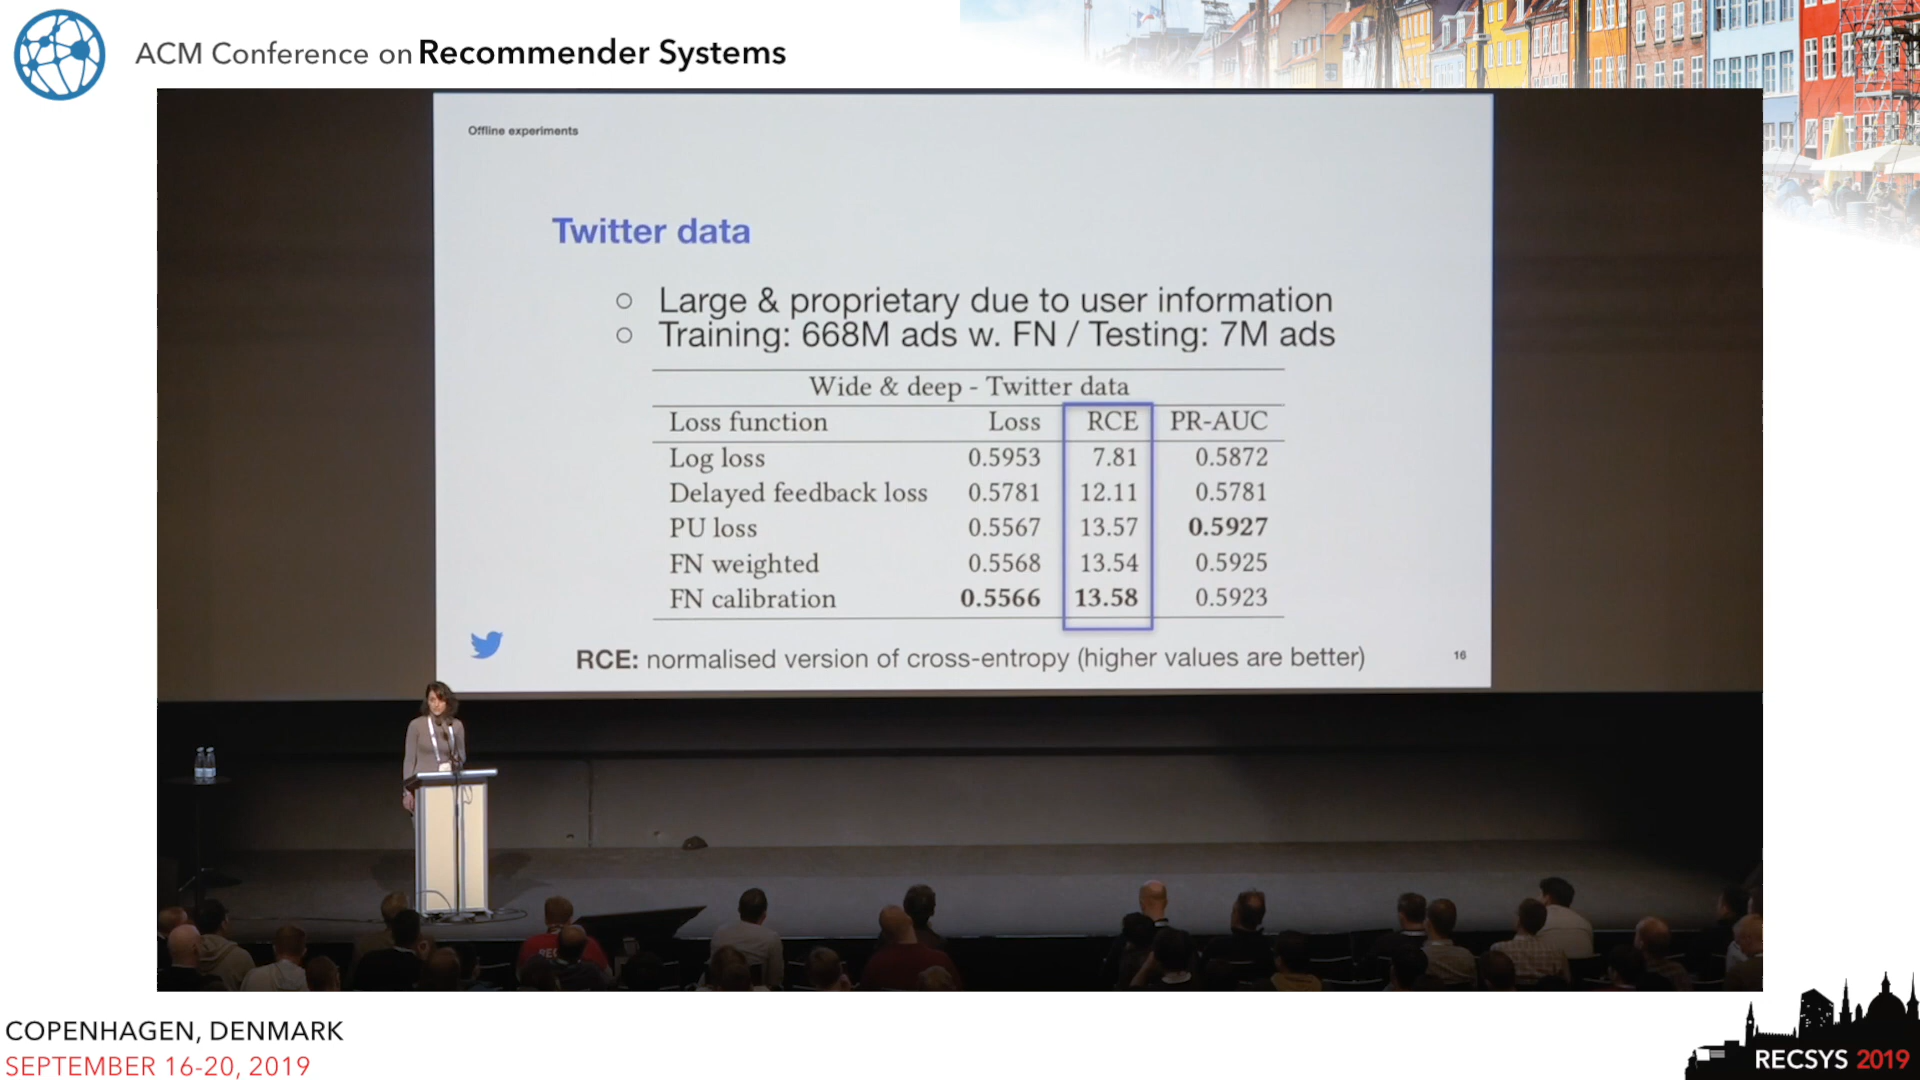 ACM Conference on Recommender Systems
Offline experiments
Twitter data
○ Large & proprietary due to user information
○ Training: 668M ads w. FN / Testing: 7M ads
Wide & deep - Twitter data
Loss function Loss RCE PR-AUC
Log loss 0.5953 7.81 0.5872
Delayed feedback loss 0.5781 12.11 0.5781
PU loss 0.5567 13.57 0.5927
FN weighted 0.5568 13.54 0.5925
FN calibration 0.5566 13.58 0.5923
RCE: normalised version of cross-entropy (higher values are better)
16
COPENHAGEN, DENMARK
SEPTEMBER 16-20, 2019
RECSYS 2019